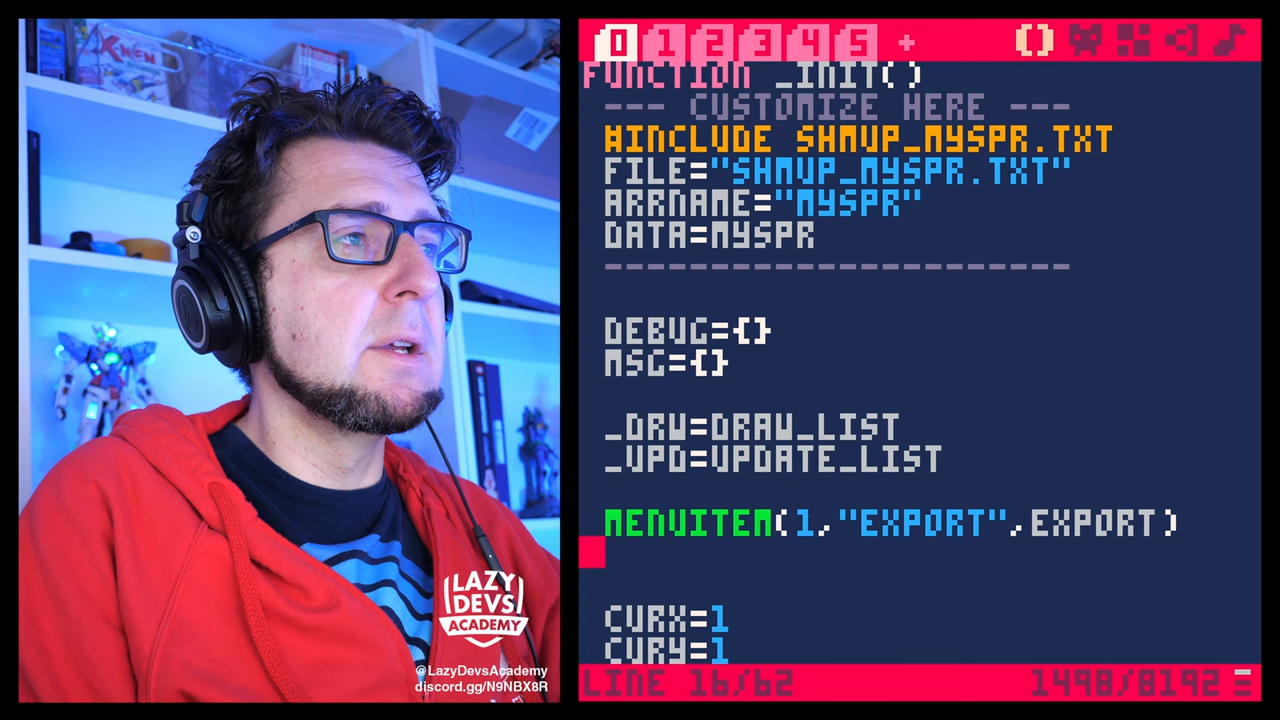 X-MEN
LAZY
DEVS
ACADEMY
@LazyDevsAcademy
discord.gg/N9NBX8R
0 1 2 3 4 5 +
FUNCTION _INIT()
--- CUSTOMIZE HERE ---
#INCLUDE SHMUP_MYSPR.TXT
FILE="SHMUP_MYSPR.TXT"
ARRNAME="MYSPR"
DATA=MYSPR
----------------------
DEBUG={}
MSG={}
_DRW=DRAW_LIST
_UPD=UPDATE_LIST
MENUITEM(1,"EXPORT",EXPORT)
CURX=1
CURY=1
LINE 16/62
1498/8192